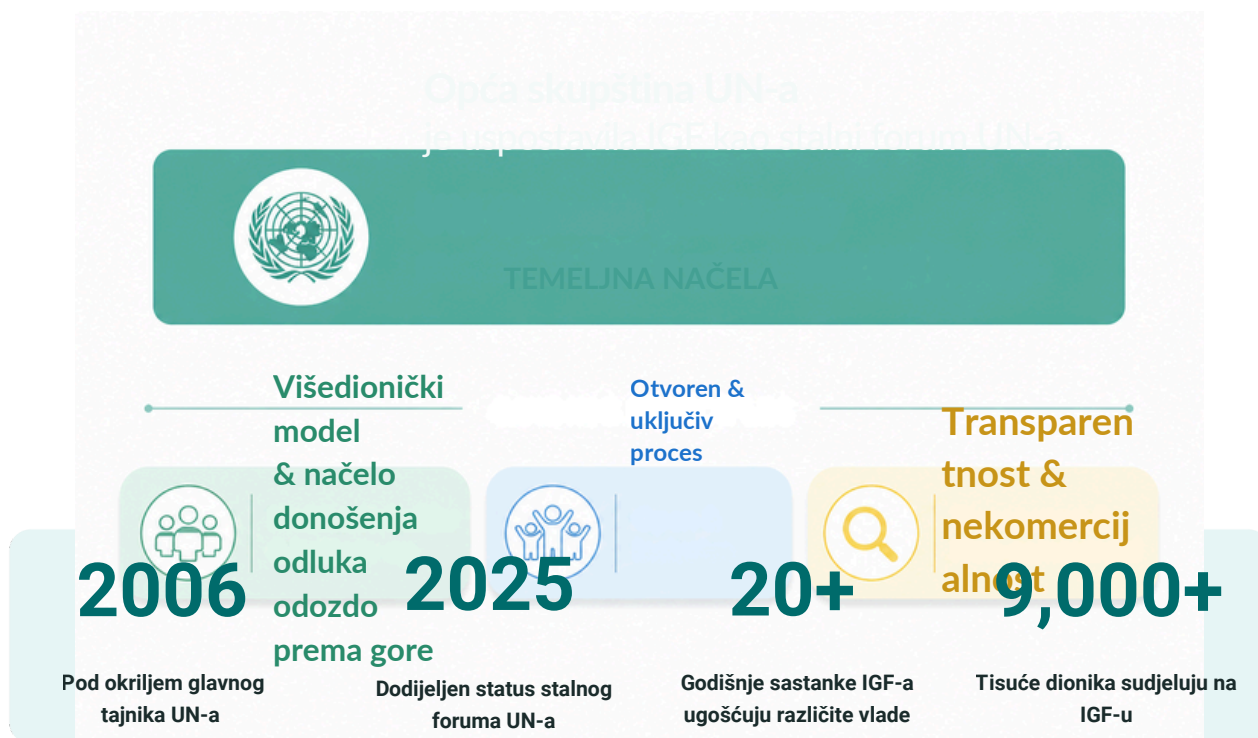 Opća skupština UN-a
je uspostavila IGF kao stalni forum UN-a
TEMELJNA NAČELA
Višedionički
model
& načelo
donošenja
odluka
odozdo
prema gore
Otvoren &
uključiv
proces
Transparen
tnost &
nekomercij
alnost
2006
Pod okriljem glavnog
tajnika UN-a
2025
Dodijeljen status stalnog
foruma UN-a
20+
Godišnje sastanke IGF-a
ugošćuju različite vlade
9,000+
Tisuće dionika sudjeluju na
IGF-u